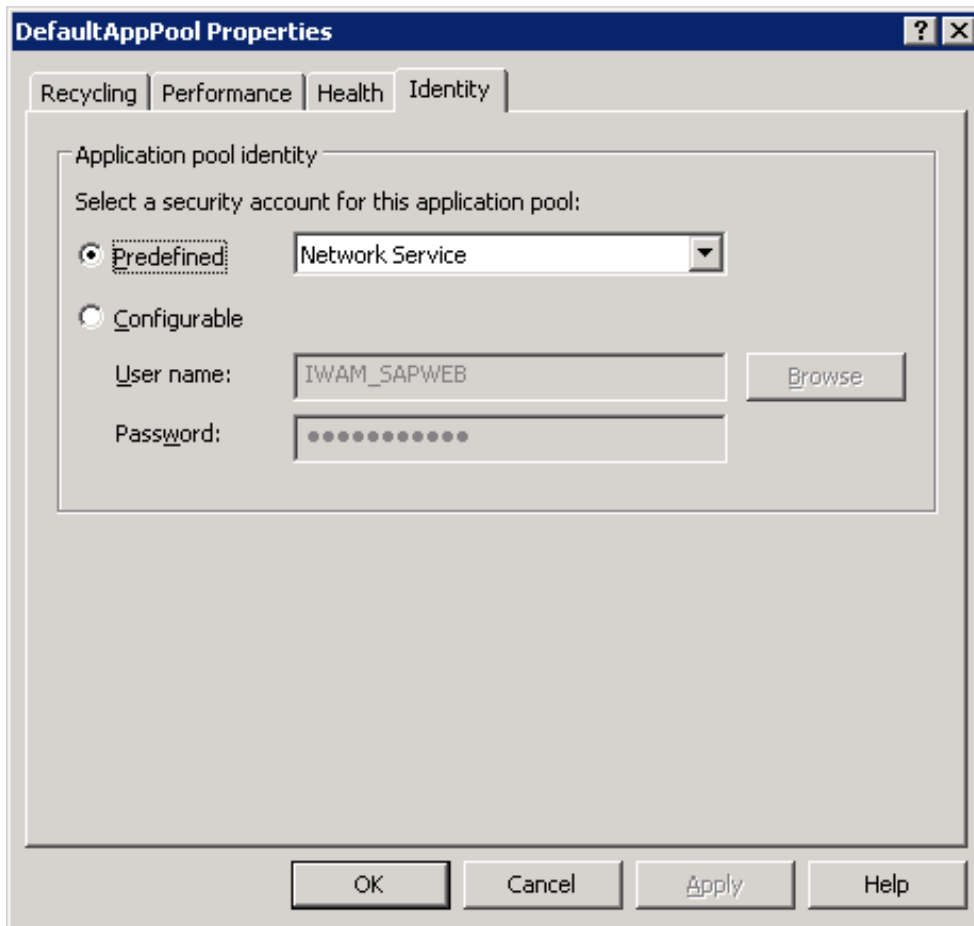 DefaultAppPool Properties
Recycling Performance Health Identity
Application pool identity
Select a security account for this application pool:
Predefined Network Service
Configurable
User name: IWAM_SAPWEB Browse
Password: ●●●●●●●●●●●
OK Cancel Apply Help